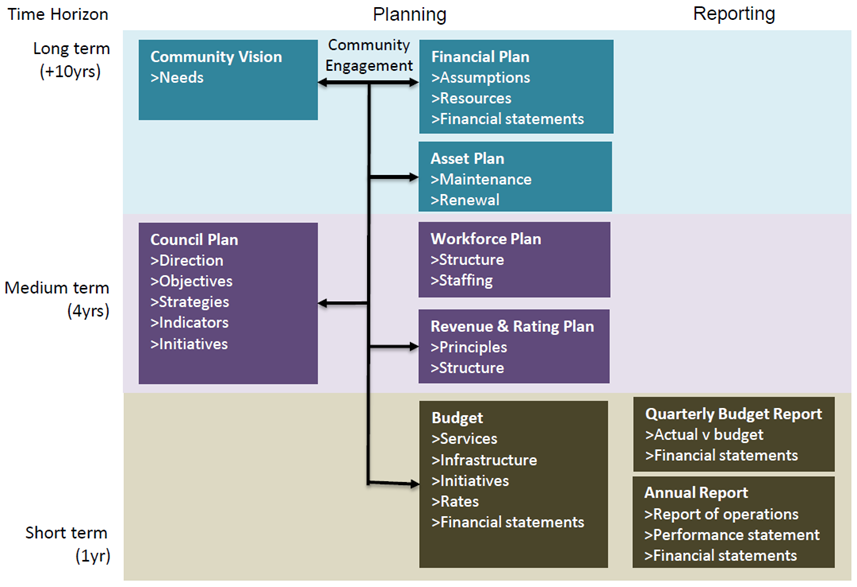 Time Horizon
Planning
Reporting
Long term
(+10yrs)
Community Vision
>Needs
Community
Engagement
Financial Plan
>Assumptions
>Resources
>Financial statements
Asset Plan
>Maintenance
>Renewal
Medium term
(4yrs)
Council Plan
>Direction
>Objectives
>Strategies
>Indicators
>Initiatives
Workforce Plan
>Structure
>Staffing
Revenue & Rating Plan
>Principles
>Structure
Short term
(1yr)
Budget
>Services
>Infrastructure
>Initiatives
>Rates
>Financial statements
Quarterly Budget Report
>Actual v budget
>Financial statements
Annual Report
>Report of operations
>Performance statement
>Financial statements